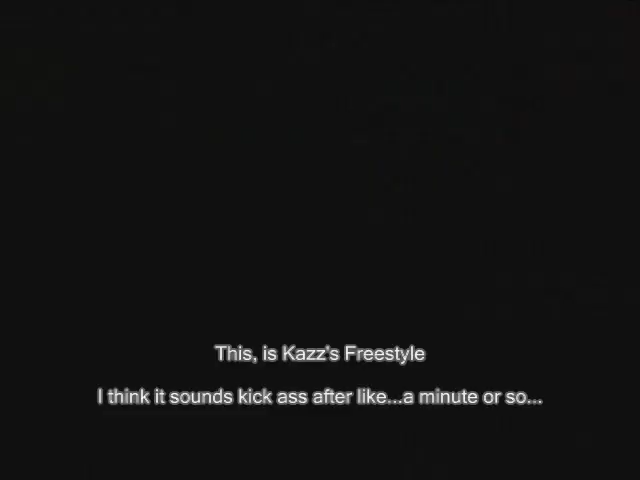 This, is Kazz's Freestyle
I think it sounds kick ass after like...a minute or so...